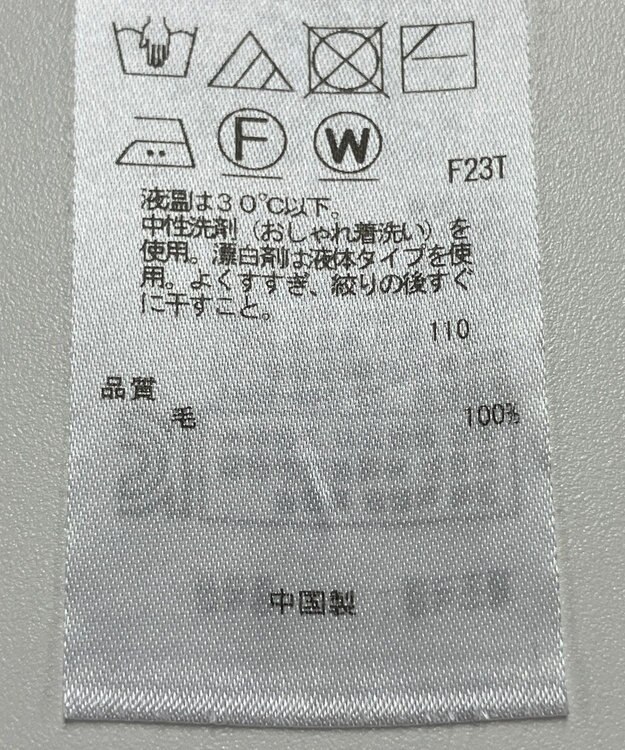 F W F23T
液温は30℃以下。
中性洗剤（おしゃれ着洗い）を
使用。漂白剤は液体タイプを使
用。よくすすぎ、絞りの後すぐ
に干すこと。
110
品質
毛 100%
中国製